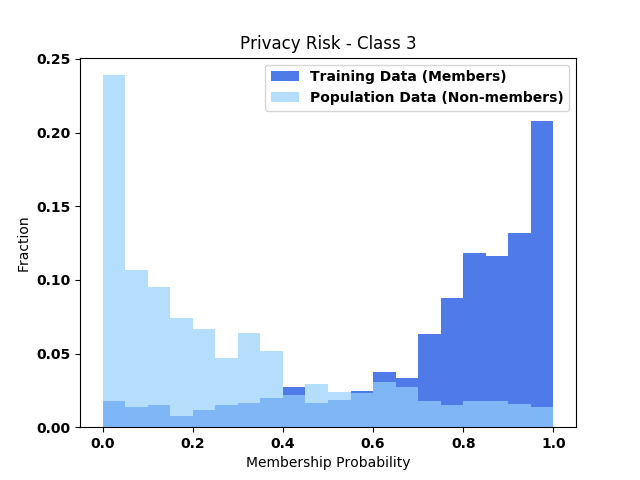 Privacy Risk - Class 3
Training Data (Members)
Population Data (Non-members)
Fraction
0.25
0.20
0.15
0.10
0.05
0.00
0.0 0.2 0.4 0.6 0.8 1.0
Membership Probability